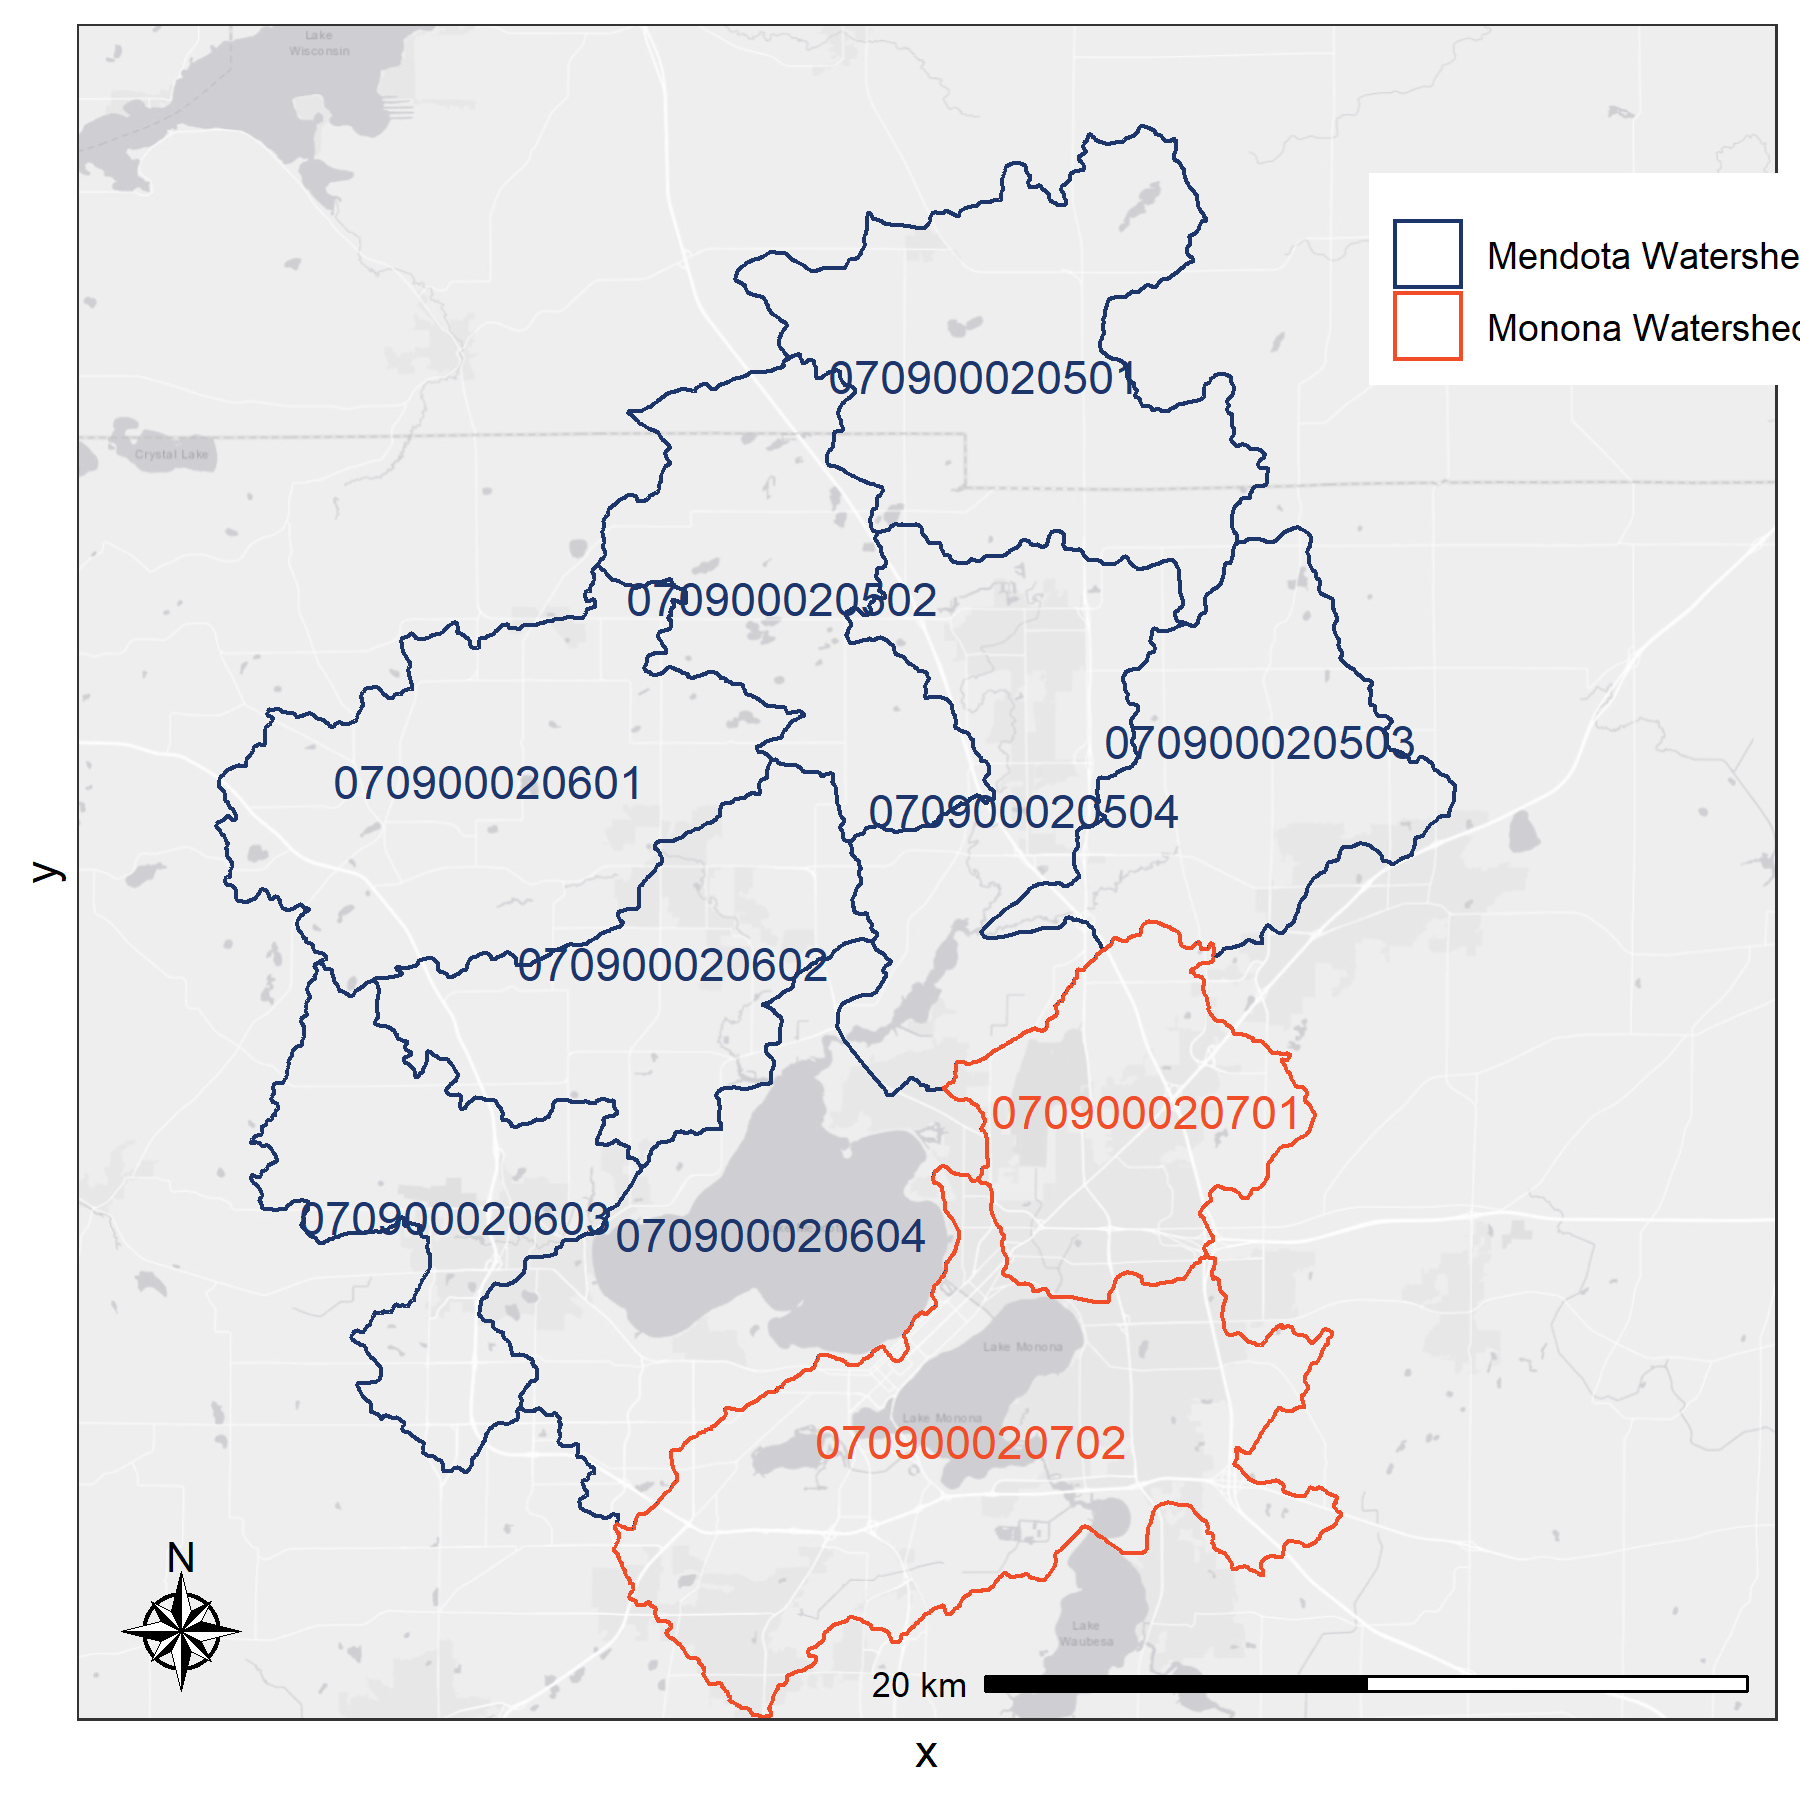 Lake
Wisconsin
Mendota Watershe
Monona Watershed
070900020501
Crystal Lake
070900020502
070900020503
070900020601
070900020504
y
070900020602
070900020701
070900020603
070900020604
Lake Monona
Lake Monona
070900020702
N
Lake
Waubesa
20 km
x